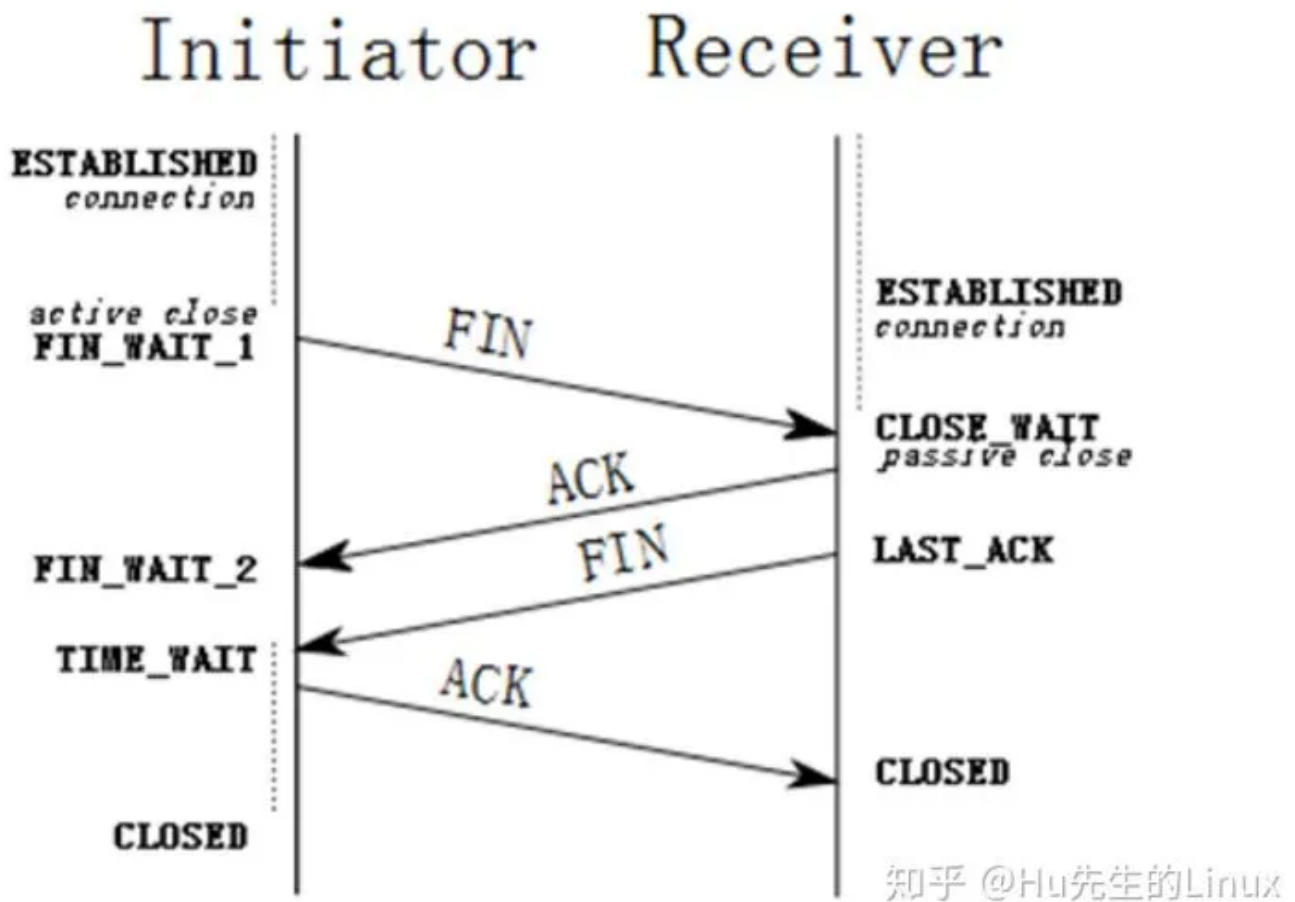 Initiator
Receiver
ESTABLISHED
connection
active close
FIN_WAIT_1
FIN
ESTABLISHED
connection
CLOSE_WAIT
passive close
ACK
FIN_WAIT_2
FIN
LAST_ACK
TIME_WAIT
ACK
CLOSED
CLOSED
知乎 @Hu先生的Linux